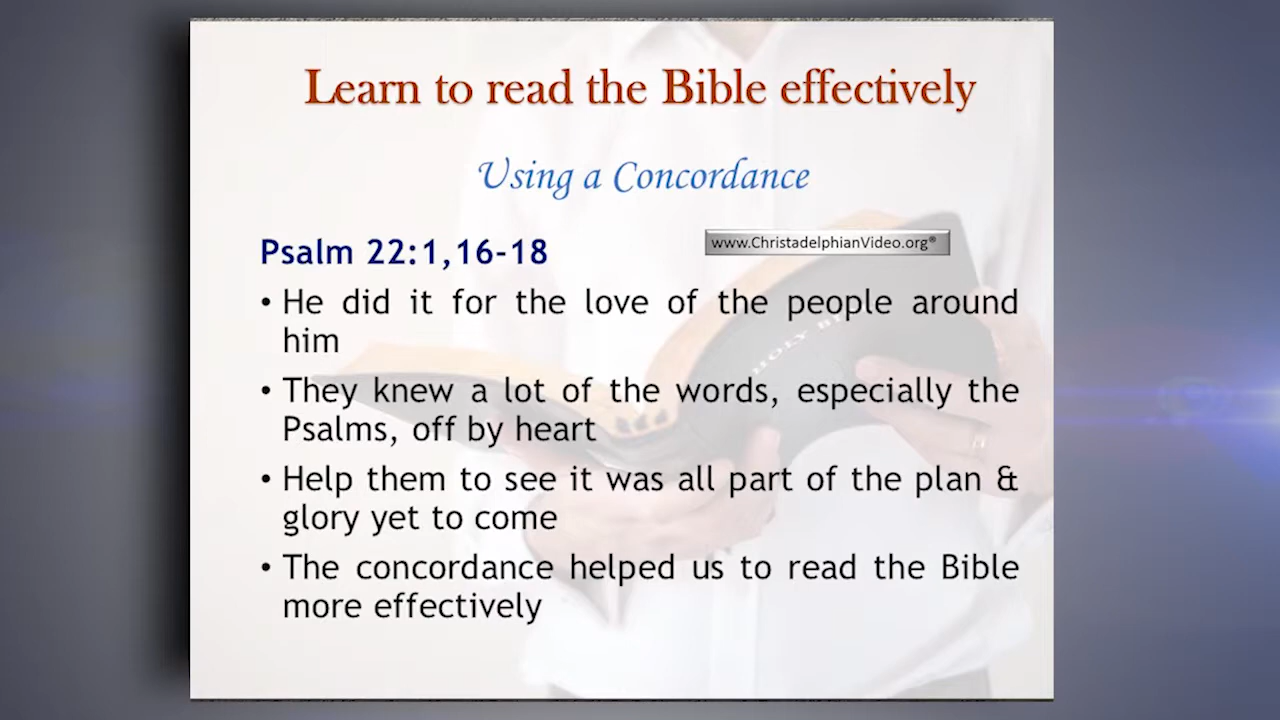 Learn to read the Bible effectively
Using a Concordance
www.ChristadelphianVideo.org®
Psalm 22:1,16-18
• He did it for the love of the people around
him
• They knew a lot of the words, especially the
Psalms, off by heart
• Help them to see it was all part of the plan &
glory yet to come
• The concordance helped us to read the Bible
more effectively